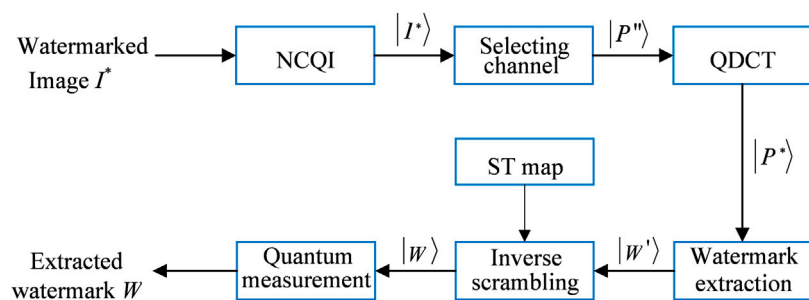 Watermarked
Image I*
NCQI
|I*⟩
Selecting
channel
|P"⟩
QDCT
|P*⟩
ST map
Extracted
watermark W
Quantum
measurement
|W⟩
Inverse
scrambling
|W'⟩
Watermark
extraction